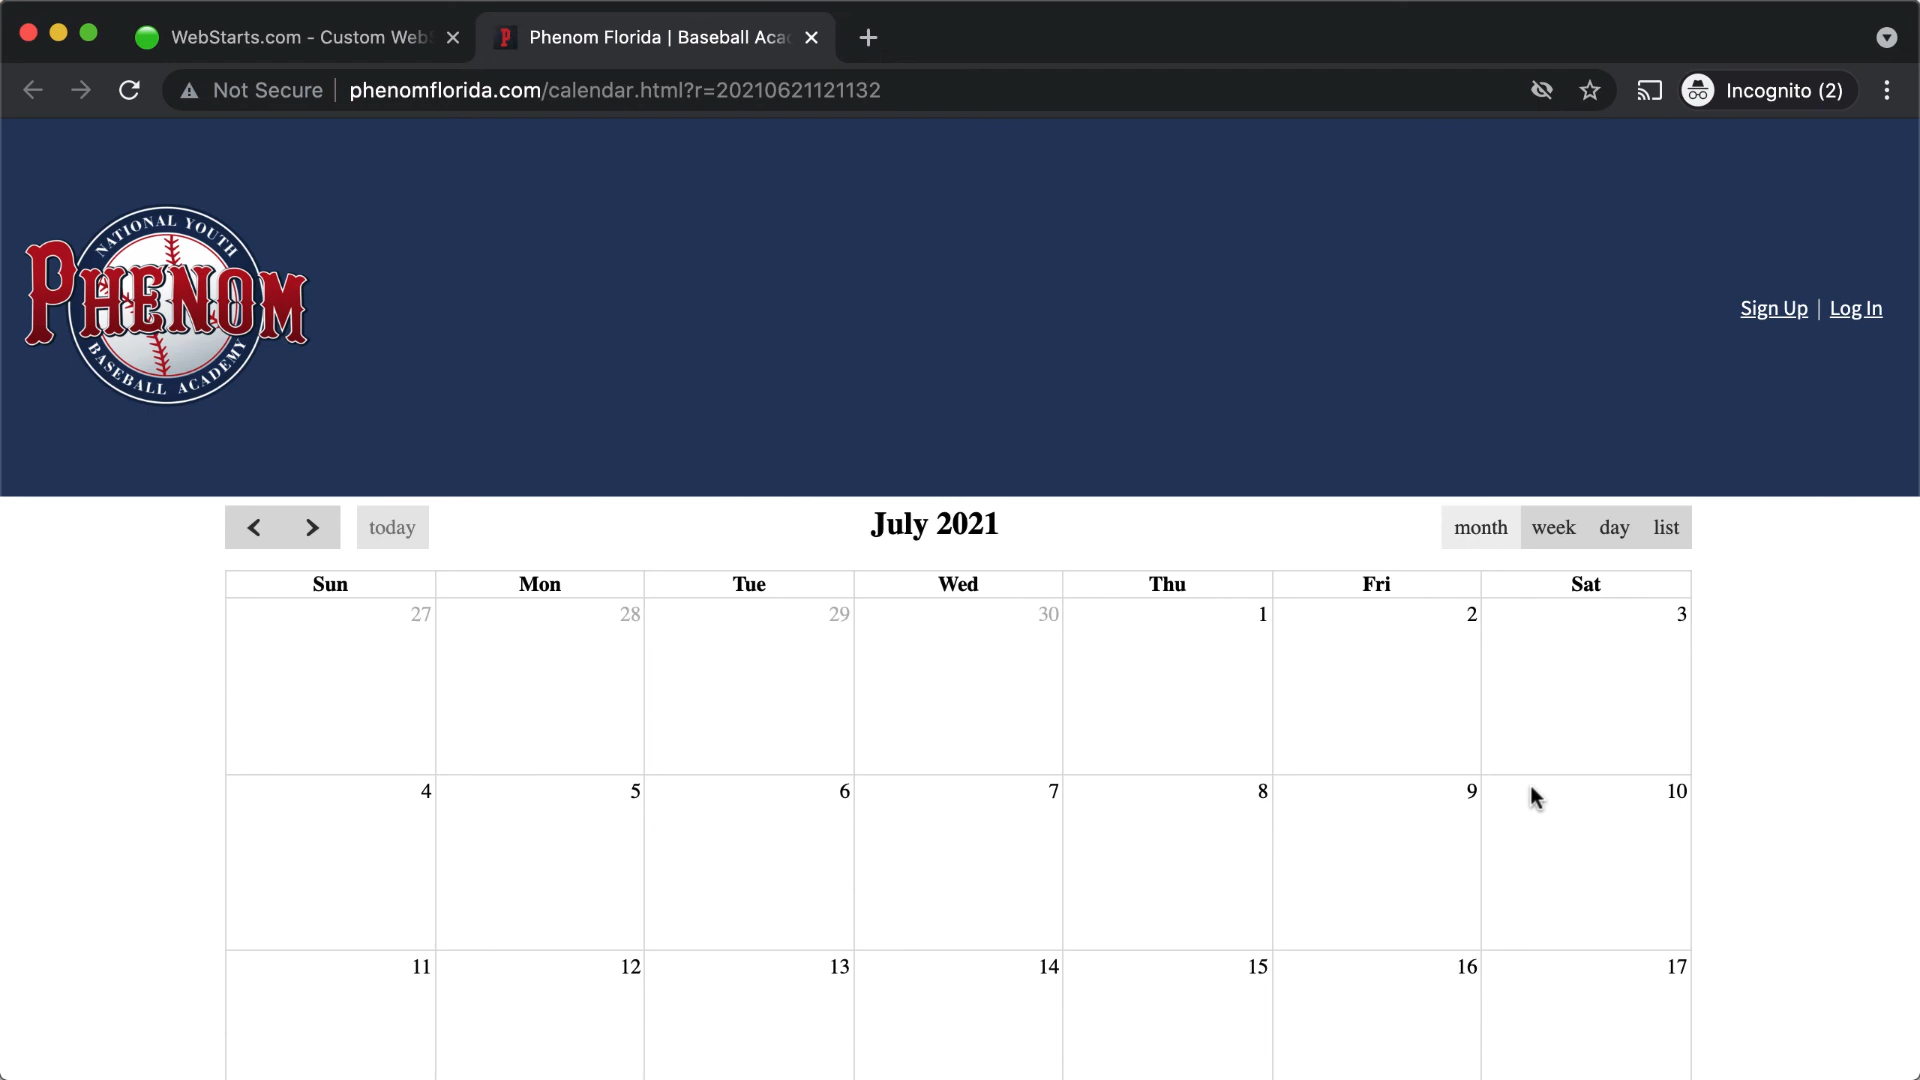 WebStarts.com - Custom Web
Phenom Florida | Baseball Aca
Not Secure
phenomflorida.com/calendar.html?r=20210621121132
Incognito (2)
NATIONAL YOUTH
PHENOM
BASEBALL ACADEMY
Sign Up | Log In
today
July 2021
month week day list
Sun Mon Tue Wed Thu Fri Sat
27 28 29 30 1 2 3
4 5 6 7 8 9 10
11 12 13 14 15 16 17